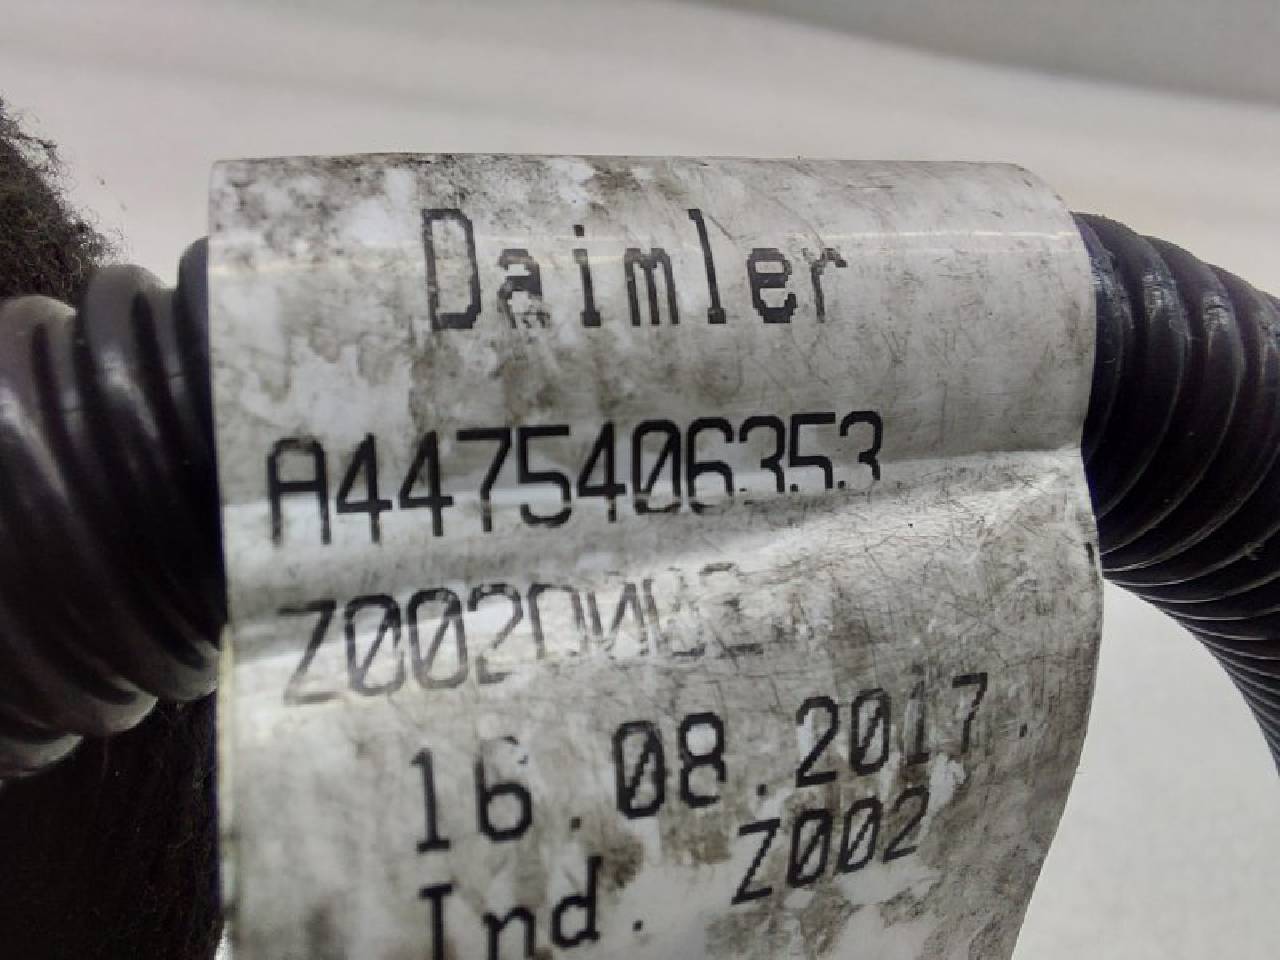 Daimler
A4475406353
16.08.2017.
Ind. Z002